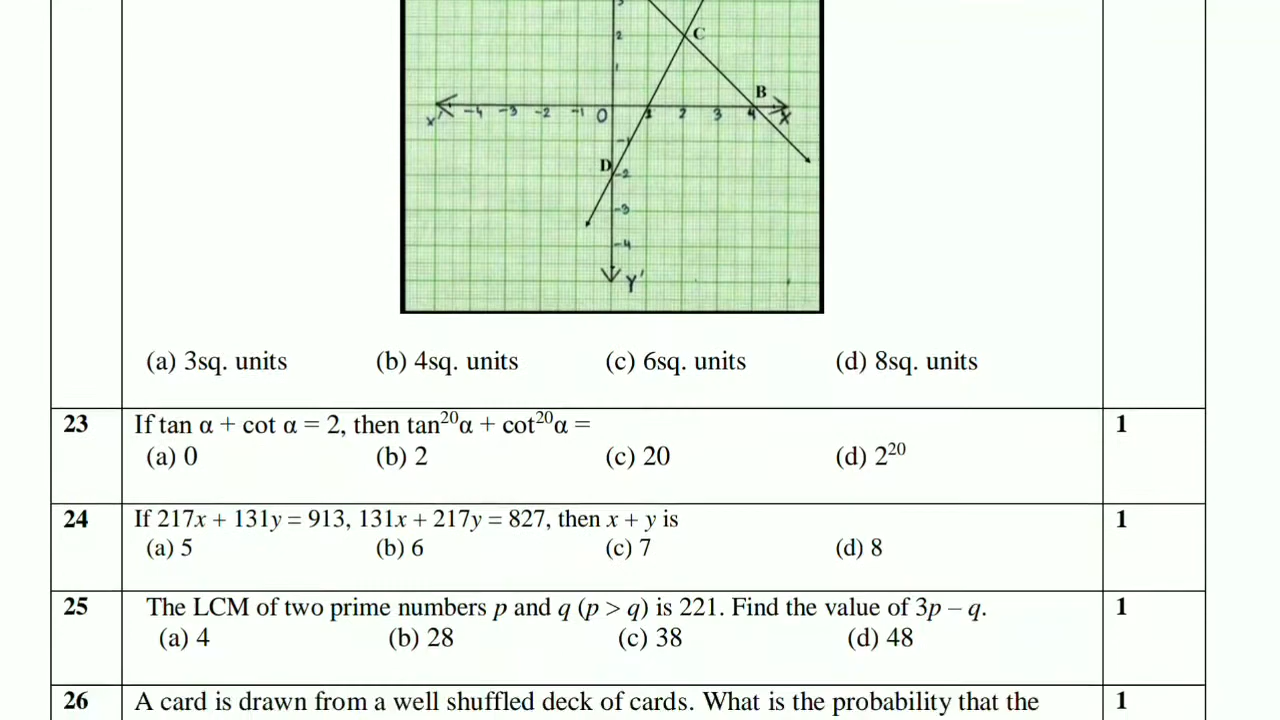 3
2 C
1
B
x' -4 -3 -2 -1 O 1 2 3 4 X
-1
D -2
-3
-4
Y'
(a) 3sq. units (b) 4sq. units (c) 6sq. units (d) 8sq. units
23 If tan α + cot α = 2, then tan²⁰α + cot²⁰α = 1
(a) 0 (b) 2 (c) 20 (d) 2²⁰
24 If 217x + 131y = 913, 131x + 217y = 827, then x + y is 1
(a) 5 (b) 6 (c) 7 (d) 8
25 The LCM of two prime numbers p and q (p > q) is 221. Find the value of 3p – q. 1
(a) 4 (b) 28 (c) 38 (d) 48
26 A card is drawn from a well shuffled deck of cards. What is the probability that the 1